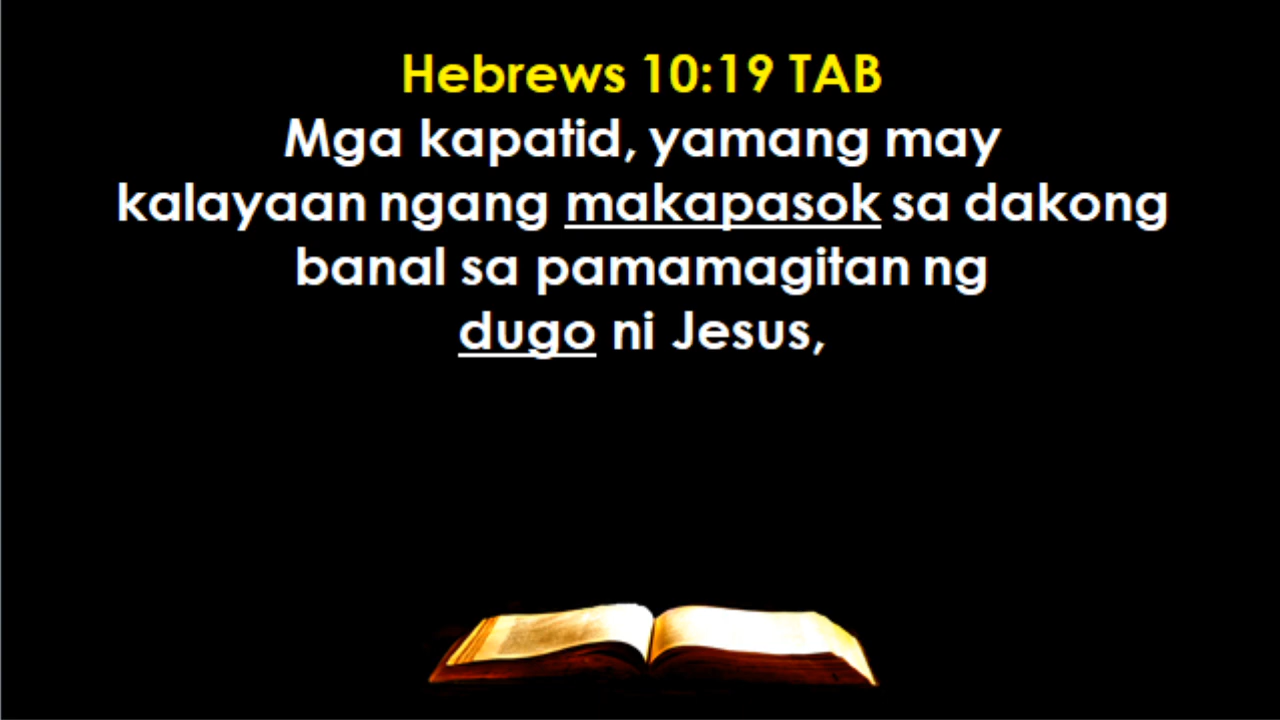 Hebrews 10:19 TAB
Mga kapatid, yamang may
kalayaan ngang makapasok sa dakong
banal sa pamamagitan ng
dugo ni Jesus,